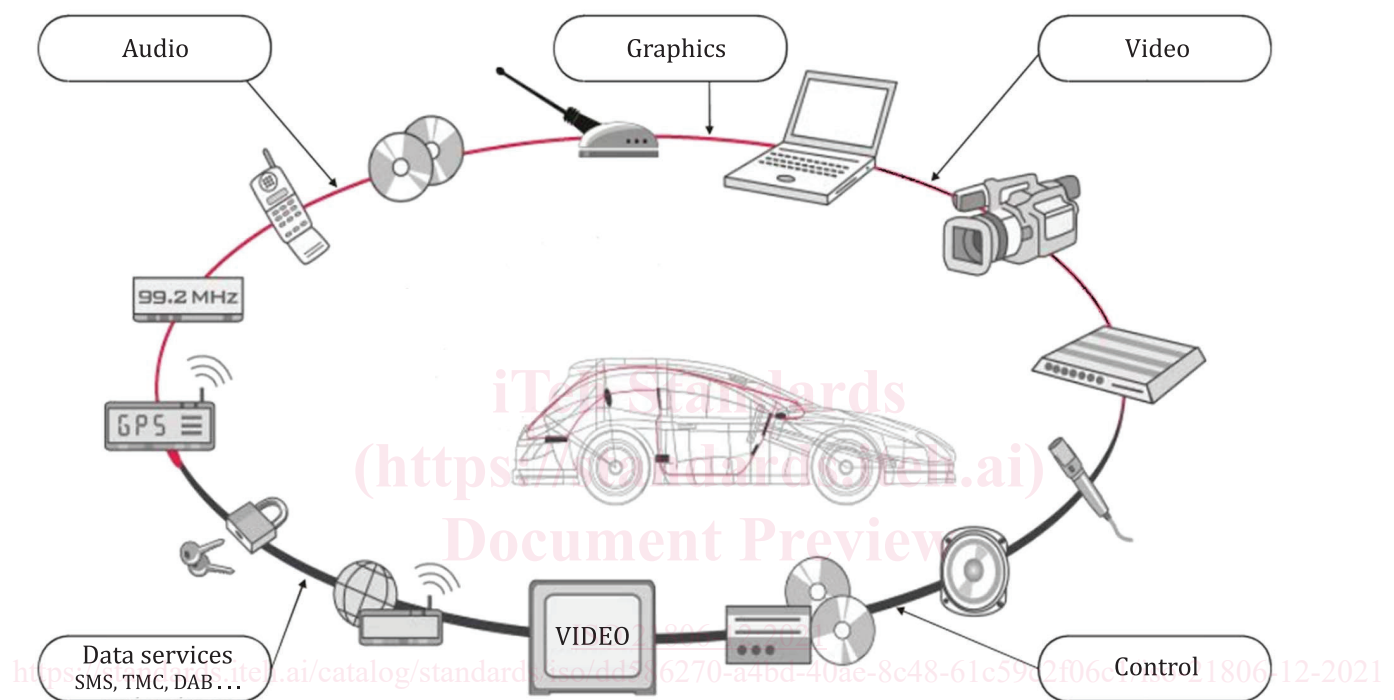 Audio
Graphics
Video
99.2 MHz
GPS
iTeh Standards
(https://standards.iteh.ai)
Document Preview
VIDEO
Data services
SMS, TMC, DAB...
Control